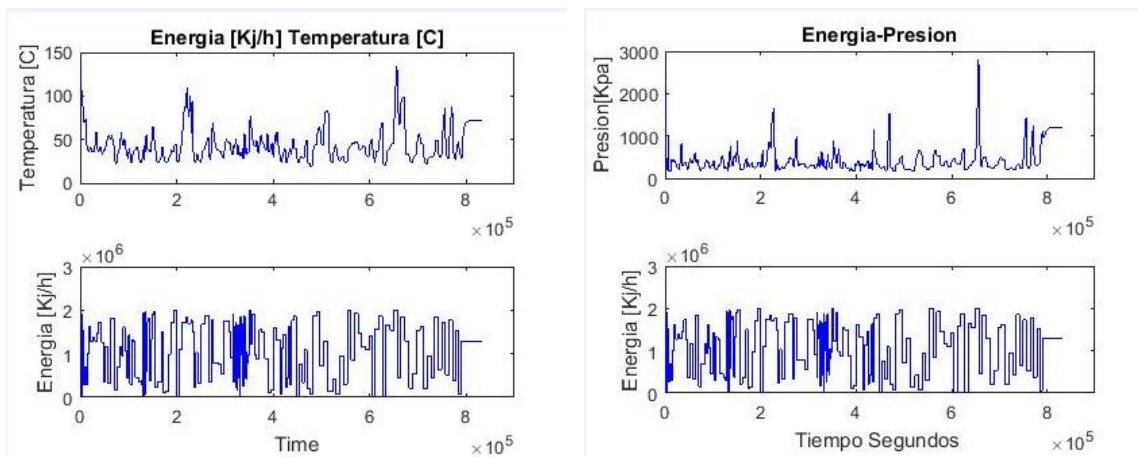 Energia [Kj/h] Temperatura [C]
Temperatura [C]
150
100
50
0
0 2 4 6 8
× 10^5
× 10^6
Energia [Kj/h]
3
2
1
0
0 2 4 6 8
Time
× 10^5
Energia-Presion
Presion[Kpa]
3000
2000
1000
0
0 2 4 6 8
× 10^5
× 10^6
Energia [Kj/h]
3
2
1
0
0 2 4 6 8
Tiempo Segundos
× 10^5